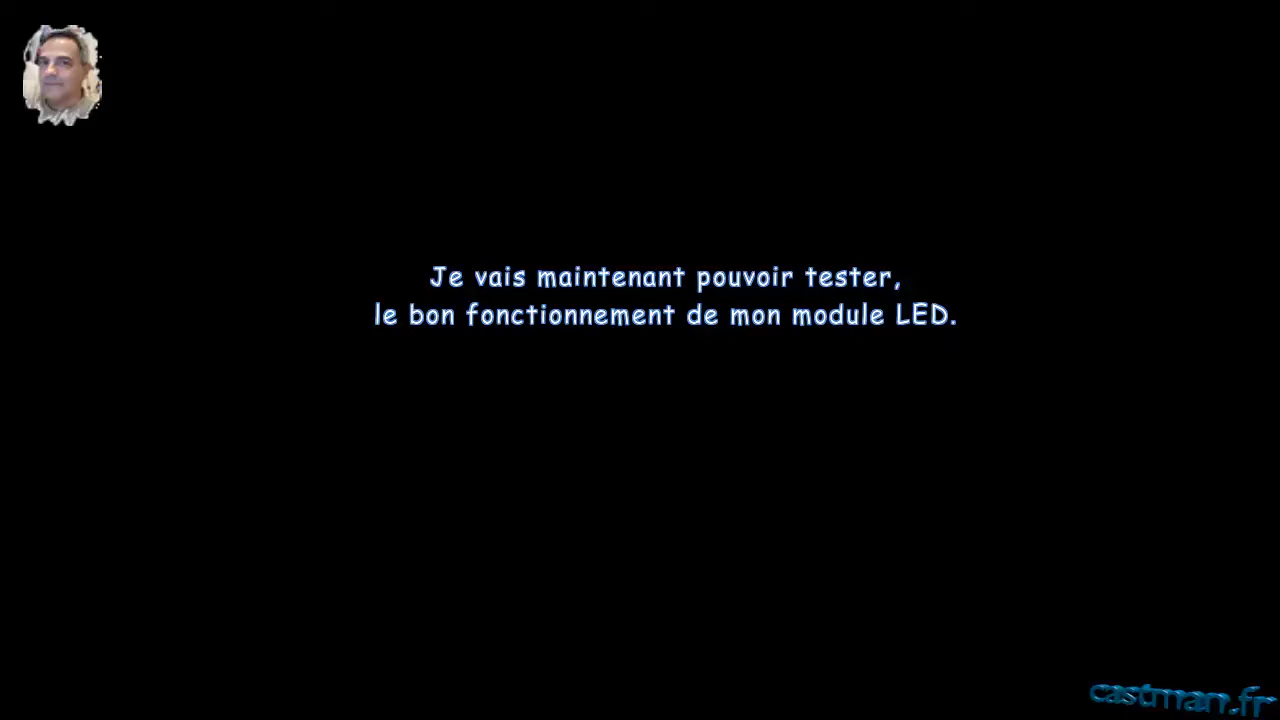 Je vais maintenant pouvoir tester,
le bon fonctionnement de mon module LED.
castman.fr